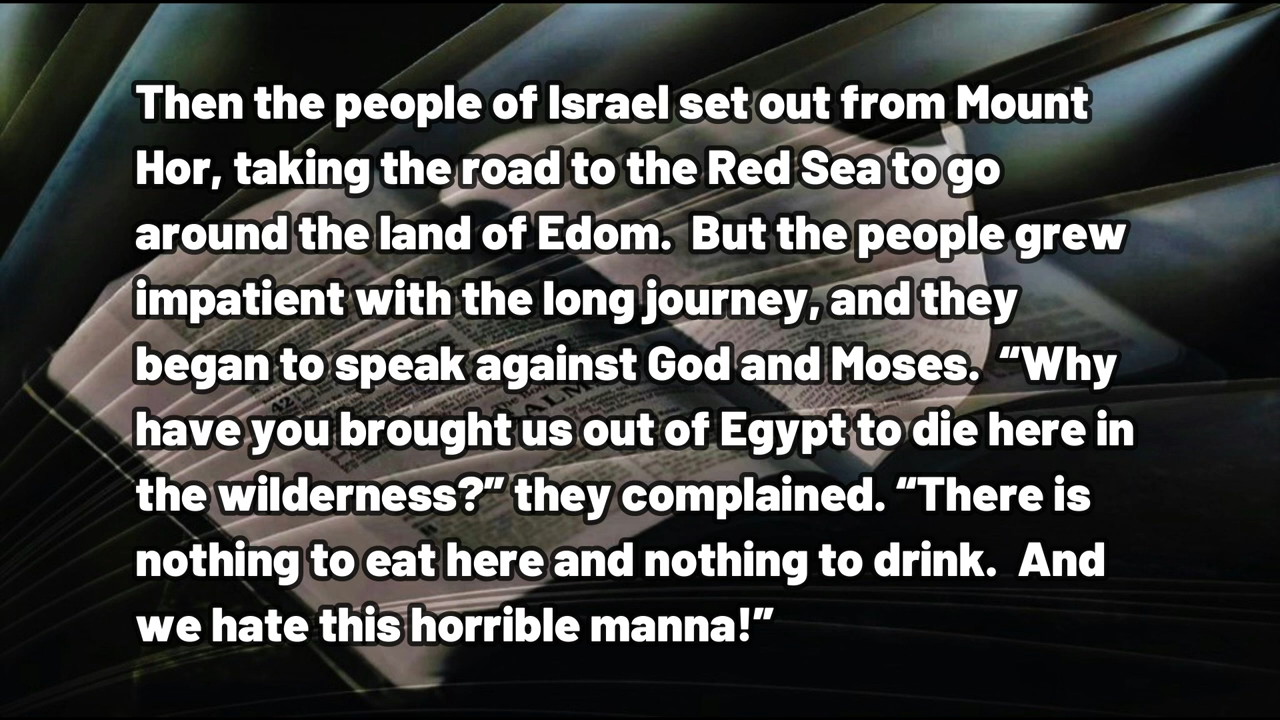 Then the people of Israel set out from Mount
Hor, taking the road to the Red Sea to go
around the land of Edom.  But the people grew
impatient with the long journey, and they
began to speak against God and Moses.  “Why
have you brought us out of Egypt to die here in
the wilderness?” they complained. “There is
nothing to eat here and nothing to drink.  And
we hate this horrible manna!”